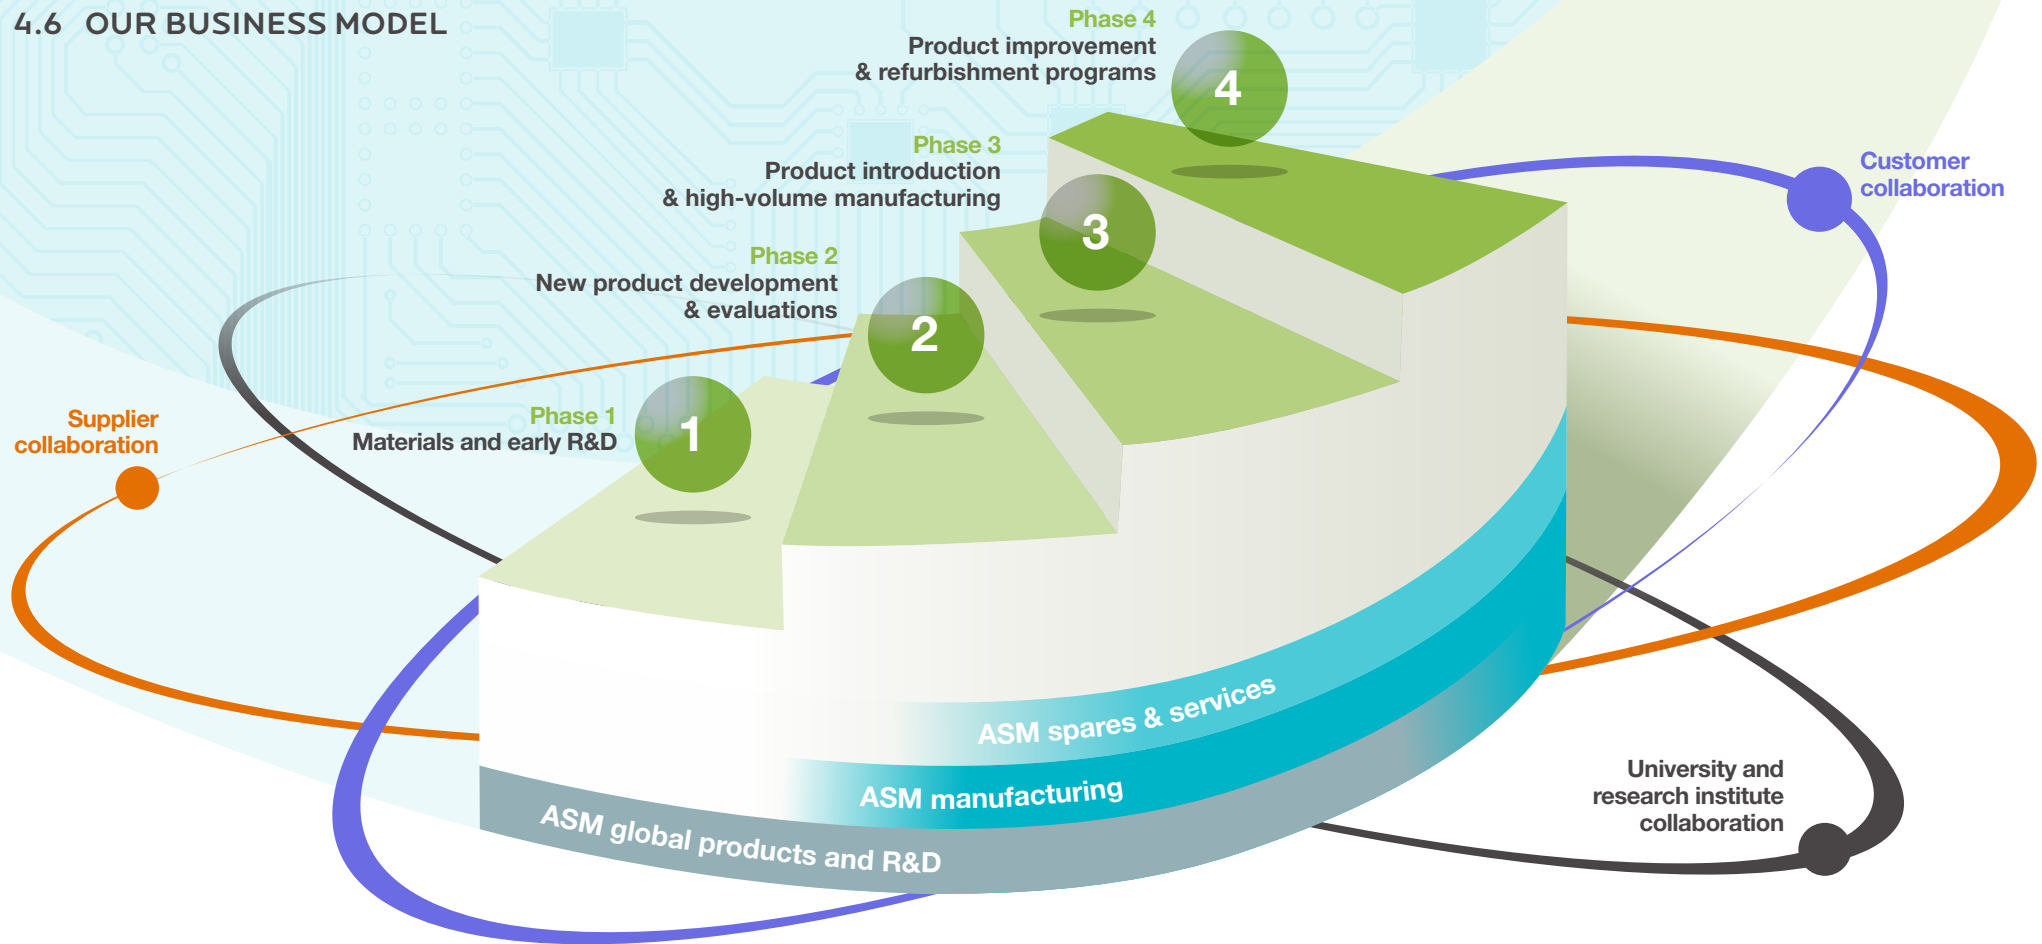 4.6 OUR BUSINESS MODEL
Phase 4
Product improvement
& refurbishment programs
4
Phase 3
Product introduction
& high-volume manufacturing
3
Customer
collaboration
Phase 2
New product development
& evaluations
2
Phase 1
Materials and early R&D
1
Supplier
collaboration
ASM spares & services
ASM manufacturing
ASM global products and R&D
University and
research institute
collaboration